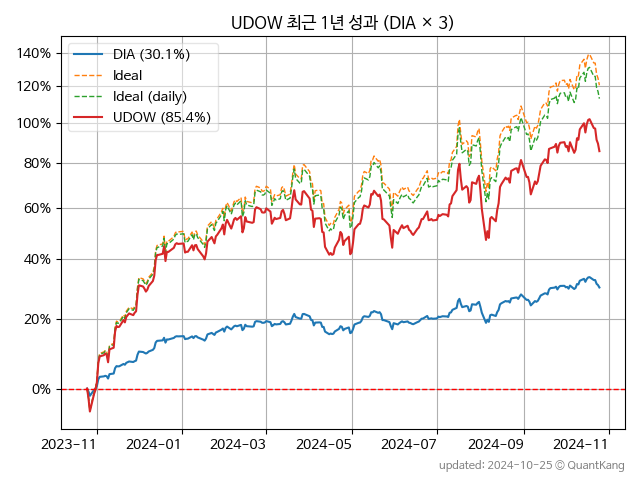 UDOW 최근 1년 성과 (DIA × 3)
DIA (30.1%)
Ideal
Ideal (daily)
UDOW (85.4%)
140%
120%
100%
80%
60%
40%
20%
0%
2023-11 2024-01 2024-03 2024-05 2024-07 2024-09 2024-11
updated: 2024-10-25 © QuantKang